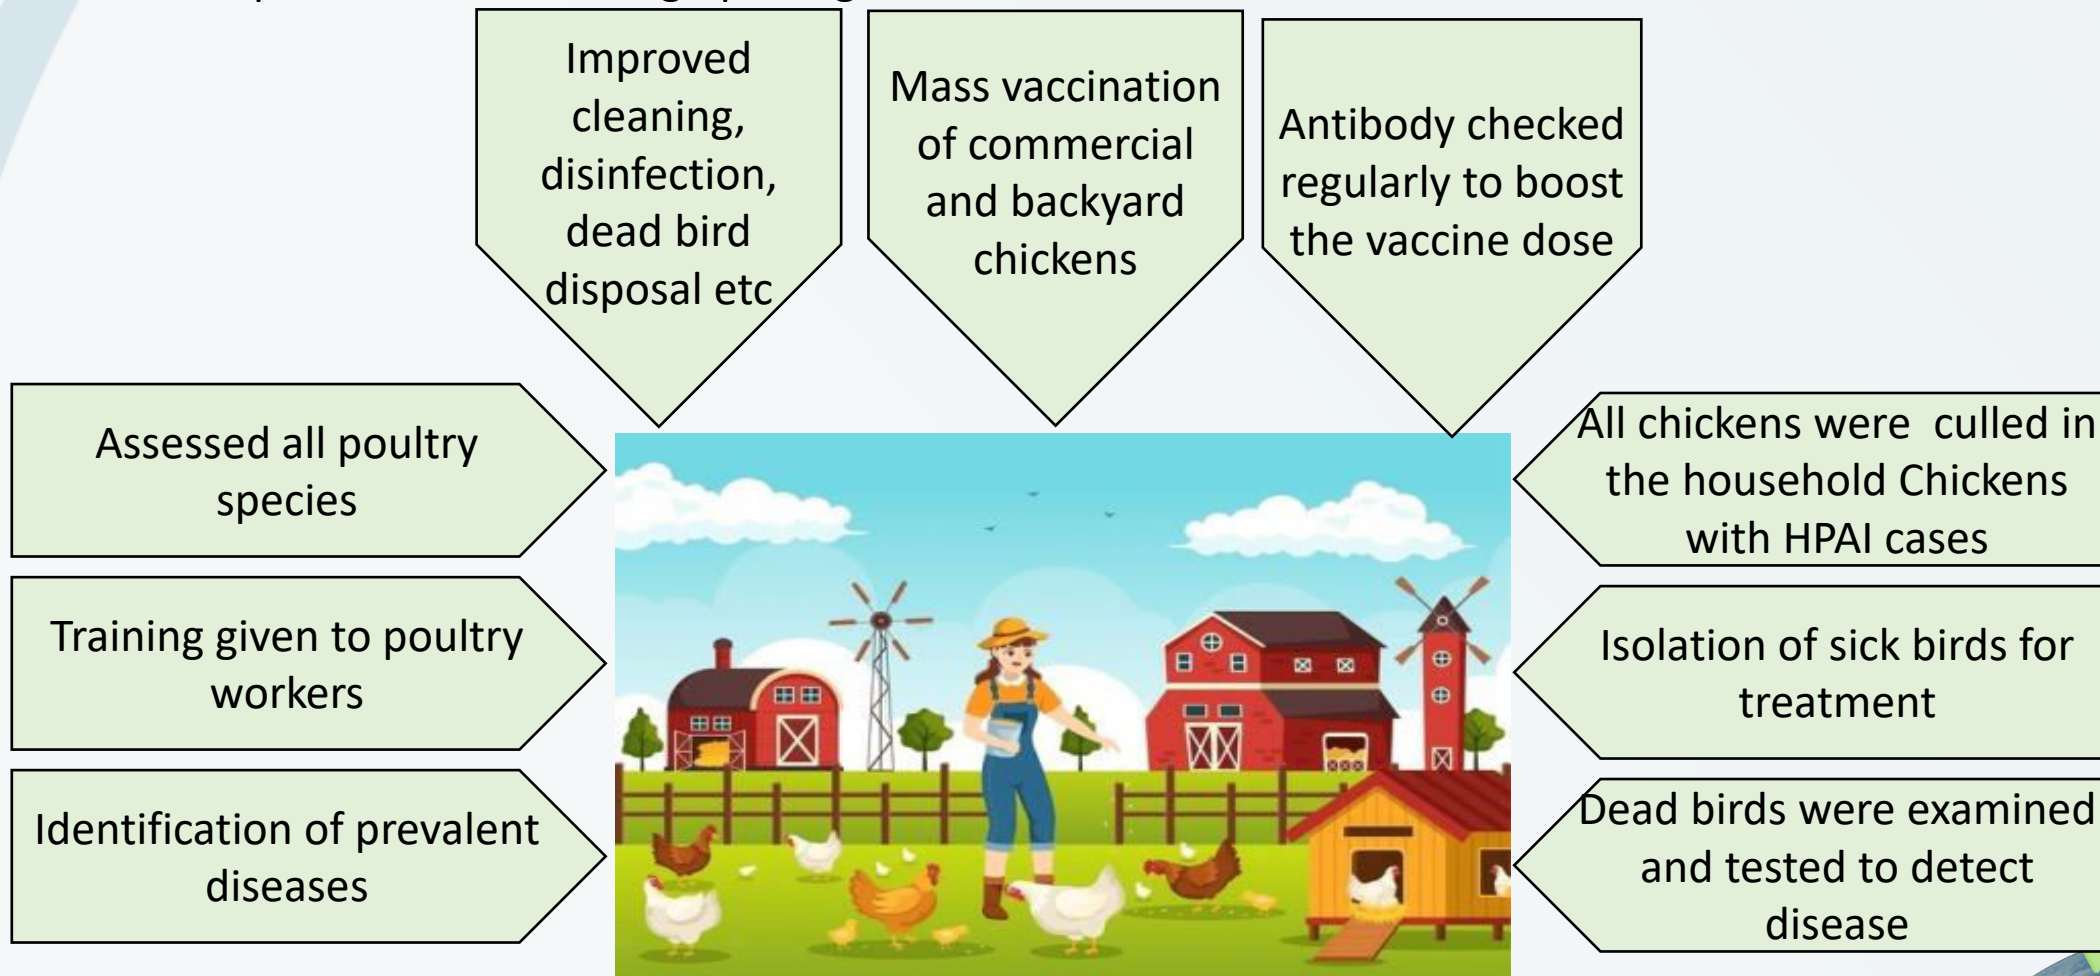 Improved
cleaning,
disinfection,
dead bird
disposal etc
Mass vaccination
of commercial
and backyard
chickens
Antibody checked
regularly to boost
the vaccine dose
Assessed all poultry
species
Training given to poultry
workers
Identification of prevalent
diseases
All chickens were  culled in
the household Chickens
with HPAI cases
Isolation of sick birds for
treatment
Dead birds were examined
and tested to detect
disease